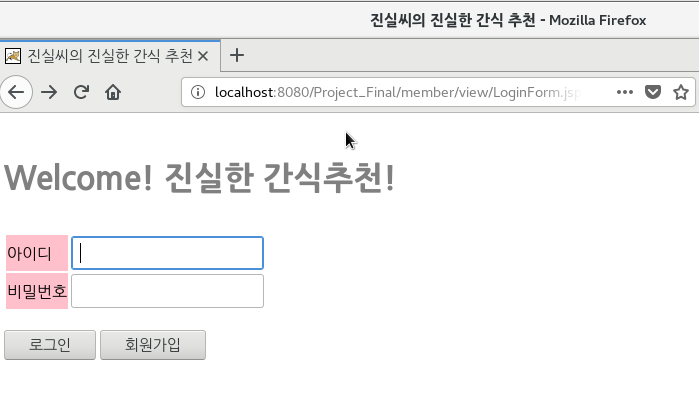 진실씨의 진실한 간식 추천 - Mozilla Firefox
진실씨의 진실한 간식 추천
localhost:8080/Project_Final/member/view/LoginForm.jsp
Welcome! 진실한 간식추천!
아이디
비밀번호
로그인 회원가입